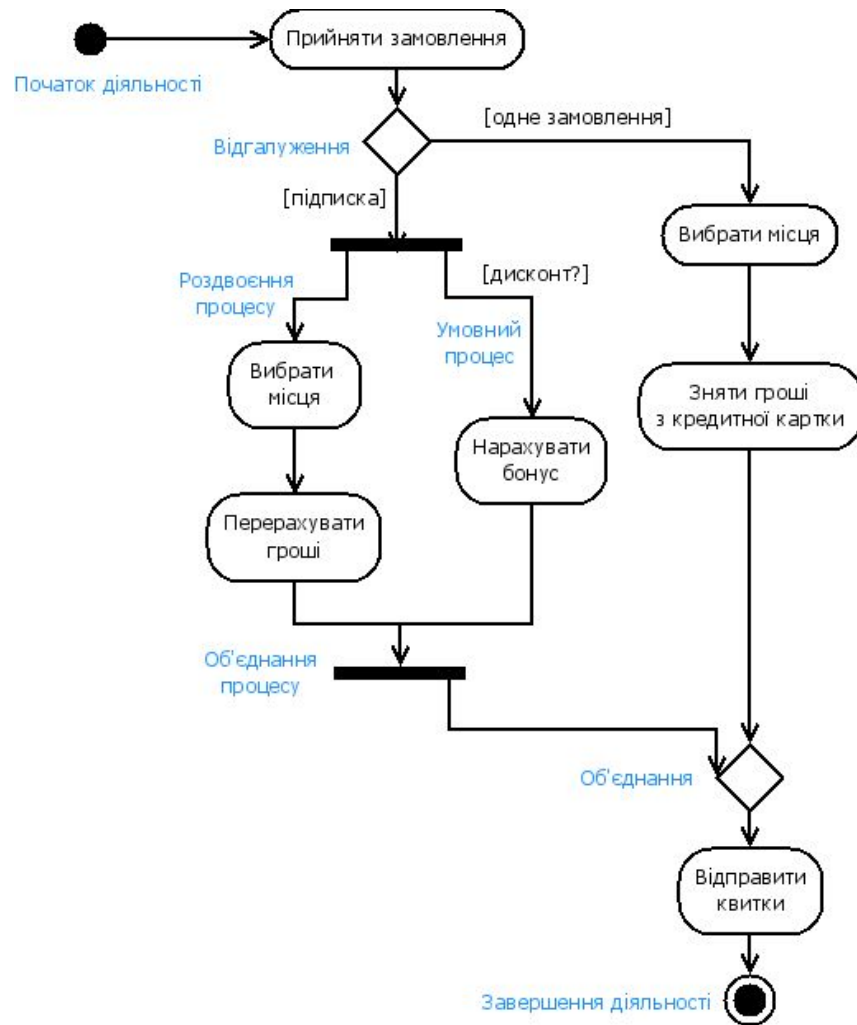 Прийняти замовлення
Початок діяльності
[одне замовлення]
Відгалуження
[підписка]
Вибрати місця
Роздвоєння
процесу
[дисконт?]
Умовний
процес
Вибрати
місця
Зняти гроші
з кредитної картки
Нарахувати
бонус
Перерахувати
гроші
Об'єднання
процесу
Об'єднання
Відправити
квитки
Завершення діяльності